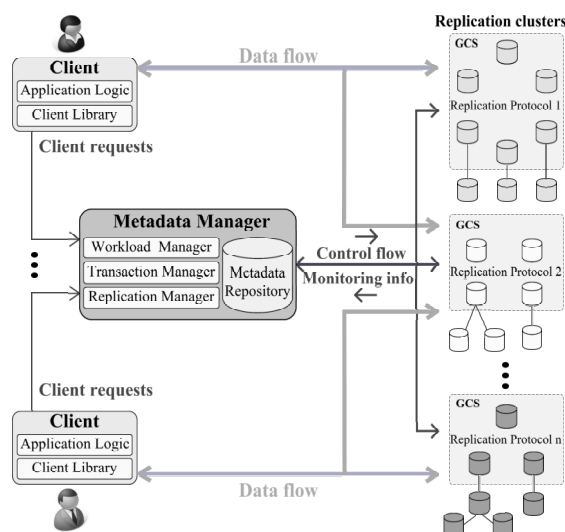 Replication clusters
Data flow
GCS
Client
Application Logic
Client Library
Replication Protocol 1
Client requests
Metadata Manager
Workload Manager
Transaction Manager
Replication Manager
Metadata
Repository
Control flow
Monitoring info
GCS
Replication Protocol 2
Client requests
GCS
Replication Protocol n
Client
Application Logic
Client Library
Data flow